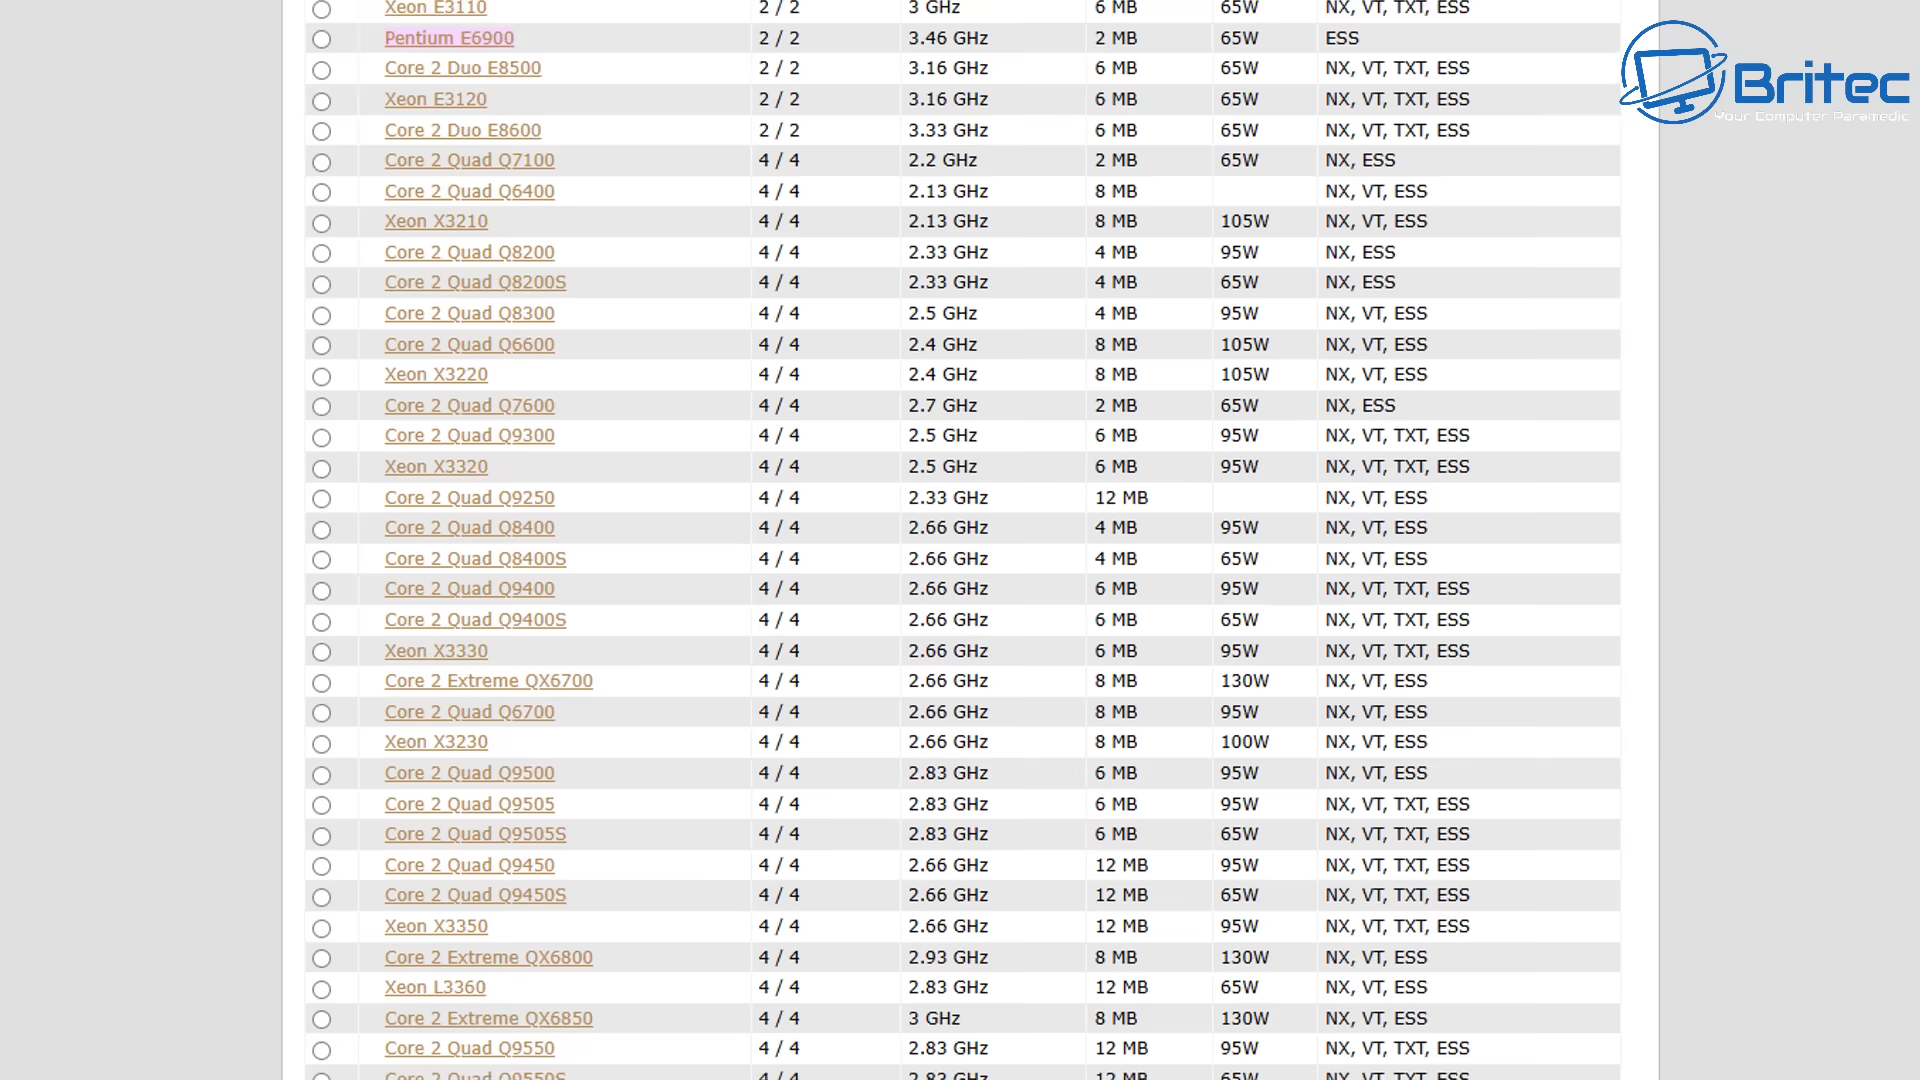 Xeon E3110 2 / 2 3 GHz 6 MB 65W NX, VT, TXT, ESS
Pentium E6900 2 / 2 3.46 GHz 2 MB 65W ESS
Core 2 Duo E8500 2 / 2 3.16 GHz 6 MB 65W NX, VT, TXT, ESS
Xeon E3120 2 / 2 3.16 GHz 6 MB 65W NX, VT, TXT, ESS
Core 2 Duo E8600 2 / 2 3.33 GHz 6 MB 65W NX, VT, TXT, ESS
Core 2 Quad Q7100 4 / 4 2.2 GHz 2 MB 65W NX, ESS
Core 2 Quad Q6400 4 / 4 2.13 GHz 8 MB NX, VT, ESS
Xeon X3210 4 / 4 2.13 GHz 8 MB 105W NX, VT, ESS
Core 2 Quad Q8200 4 / 4 2.33 GHz 4 MB 95W NX, ESS
Core 2 Quad Q8200S 4 / 4 2.33 GHz 4 MB 65W NX, ESS
Core 2 Quad Q8300 4 / 4 2.5 GHz 4 MB 95W NX, VT, ESS
Core 2 Quad Q6600 4 / 4 2.4 GHz 8 MB 105W NX, VT, ESS
Xeon X3220 4 / 4 2.4 GHz 8 MB 105W NX, VT, ESS
Core 2 Quad Q7600 4 / 4 2.7 GHz 2 MB 65W NX, ESS
Core 2 Quad Q9300 4 / 4 2.5 GHz 6 MB 95W NX, VT, TXT, ESS
Xeon X3320 4 / 4 2.5 GHz 6 MB 95W NX, VT, TXT, ESS
Core 2 Quad Q9250 4 / 4 2.33 GHz 12 MB NX, VT, ESS
Core 2 Quad Q8400 4 / 4 2.66 GHz 4 MB 95W NX, VT, ESS
Core 2 Quad Q8400S 4 / 4 2.66 GHz 4 MB 65W NX, VT, ESS
Core 2 Quad Q9400 4 / 4 2.66 GHz 6 MB 95W NX, VT, TXT, ESS
Core 2 Quad Q9400S 4 / 4 2.66 GHz 6 MB 65W NX, VT, TXT, ESS
Xeon X3330 4 / 4 2.66 GHz 6 MB 95W NX, VT, TXT, ESS
Core 2 Extreme QX6700 4 / 4 2.66 GHz 8 MB 130W NX, VT, ESS
Core 2 Quad Q6700 4 / 4 2.66 GHz 8 MB 95W NX, VT, ESS
Xeon X3230 4 / 4 2.66 GHz 8 MB 100W NX, VT, ESS
Core 2 Quad Q9500 4 / 4 2.83 GHz 6 MB 95W NX, VT, ESS
Core 2 Quad Q9505 4 / 4 2.83 GHz 6 MB 95W NX, VT, TXT, ESS
Core 2 Quad Q9505S 4 / 4 2.83 GHz 6 MB 65W NX, VT, TXT, ESS
Core 2 Quad Q9450 4 / 4 2.66 GHz 12 MB 95W NX, VT, TXT, ESS
Core 2 Quad Q9450S 4 / 4 2.66 GHz 12 MB 65W NX, VT, TXT, ESS
Xeon X3350 4 / 4 2.66 GHz 12 MB 95W NX, VT, TXT, ESS
Core 2 Extreme QX6800 4 / 4 2.93 GHz 8 MB 130W NX, VT, ESS
Xeon L3360 4 / 4 2.83 GHz 12 MB 65W NX, VT, ESS
Core 2 Extreme QX6850 4 / 4 3 GHz 8 MB 130W NX, VT, ESS
Core 2 Quad Q9550 4 / 4 2.83 GHz 12 MB 95W NX, VT, TXT, ESS
Core 2 Quad Q9550S 4 / 4 2.83 GHz 12 MB 65W NX, VT, TXT, ESS
Britec
Your Computer Paramedic